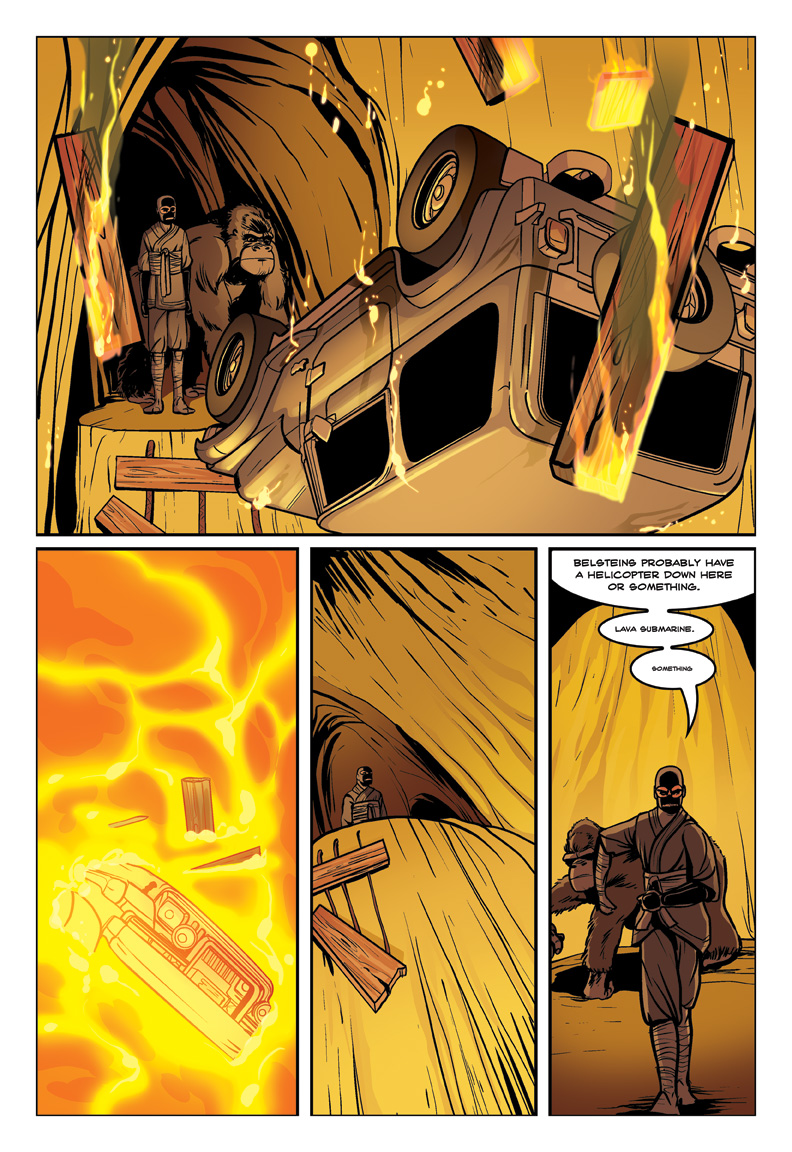 BELSTEINS PROBABLY HAVE
A HELICOPTER DOWN HERE
OR SOMETHING.
LAVA SUBMARINE.
SOMETHING